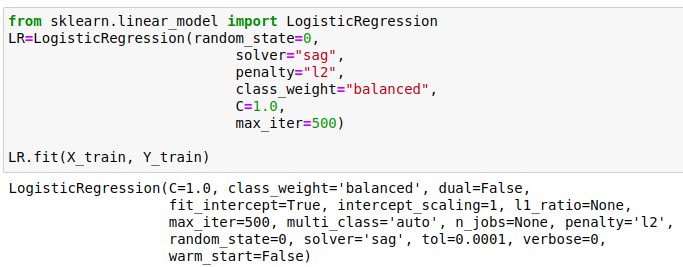 from sklearn.linear_model import LogisticRegression
LR=LogisticRegression(random_state=0,
                           solver="sag",
                           penalty="l2",
                           class_weight="balanced",
                           C=1.0,
                           max_iter=500)

LR.fit(X_train, Y_train)

LogisticRegression(C=1.0, class_weight='balanced', dual=False,
                   fit_intercept=True, intercept_scaling=1, l1_ratio=None,
                   max_iter=500, multi_class='auto', n_jobs=None, penalty='l2',
                   random_state=0, solver='sag', tol=0.0001, verbose=0,
                   warm_start=False)